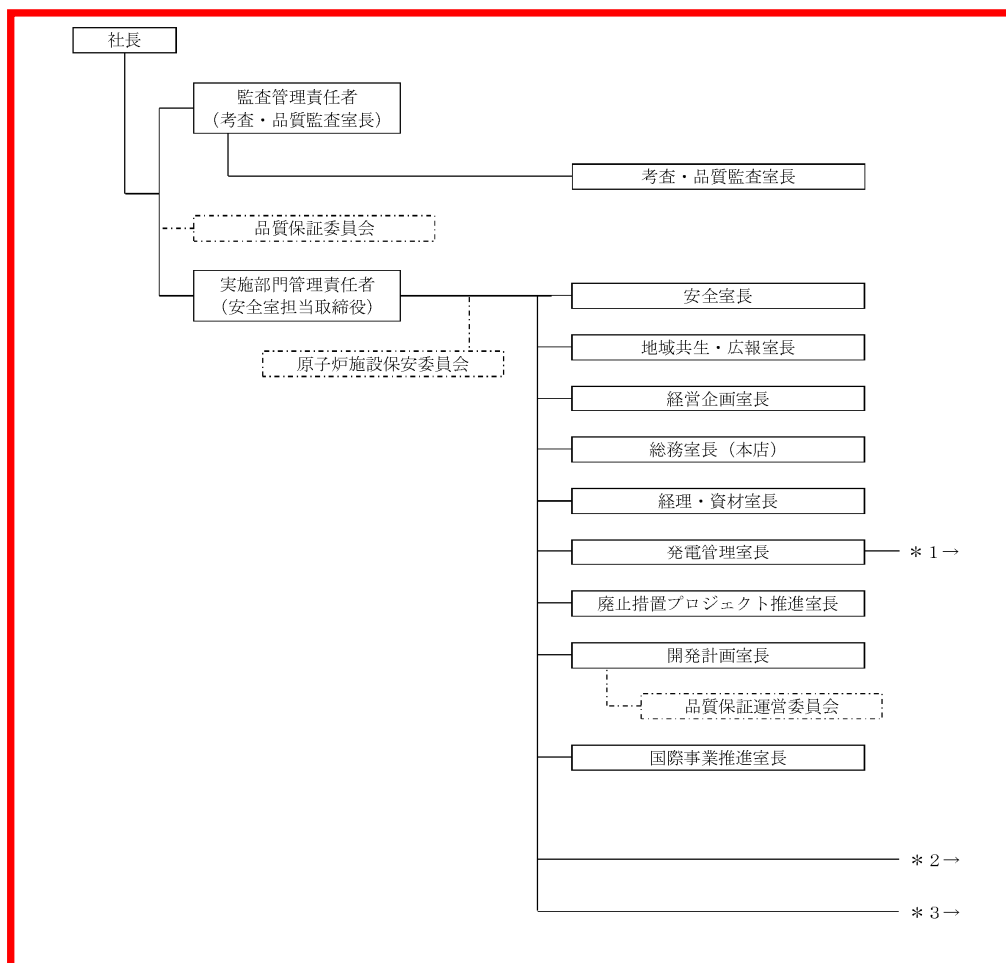 社長
監査管理責任者
（考査・品質監査室長）
考査・品質監査室長
品質保証委員会
実施部門管理責任者
（安全室担当取締役）
安全室長
地域共生・広報室長
原子炉施設保安委員会
経営企画室長
総務室長（本店）
経理・資材室長
発電管理室長
＊１→
廃止措置プロジェクト推進室長
開発計画室長
品質保証運営委員会
国際事業推進室長
＊２→
＊３→